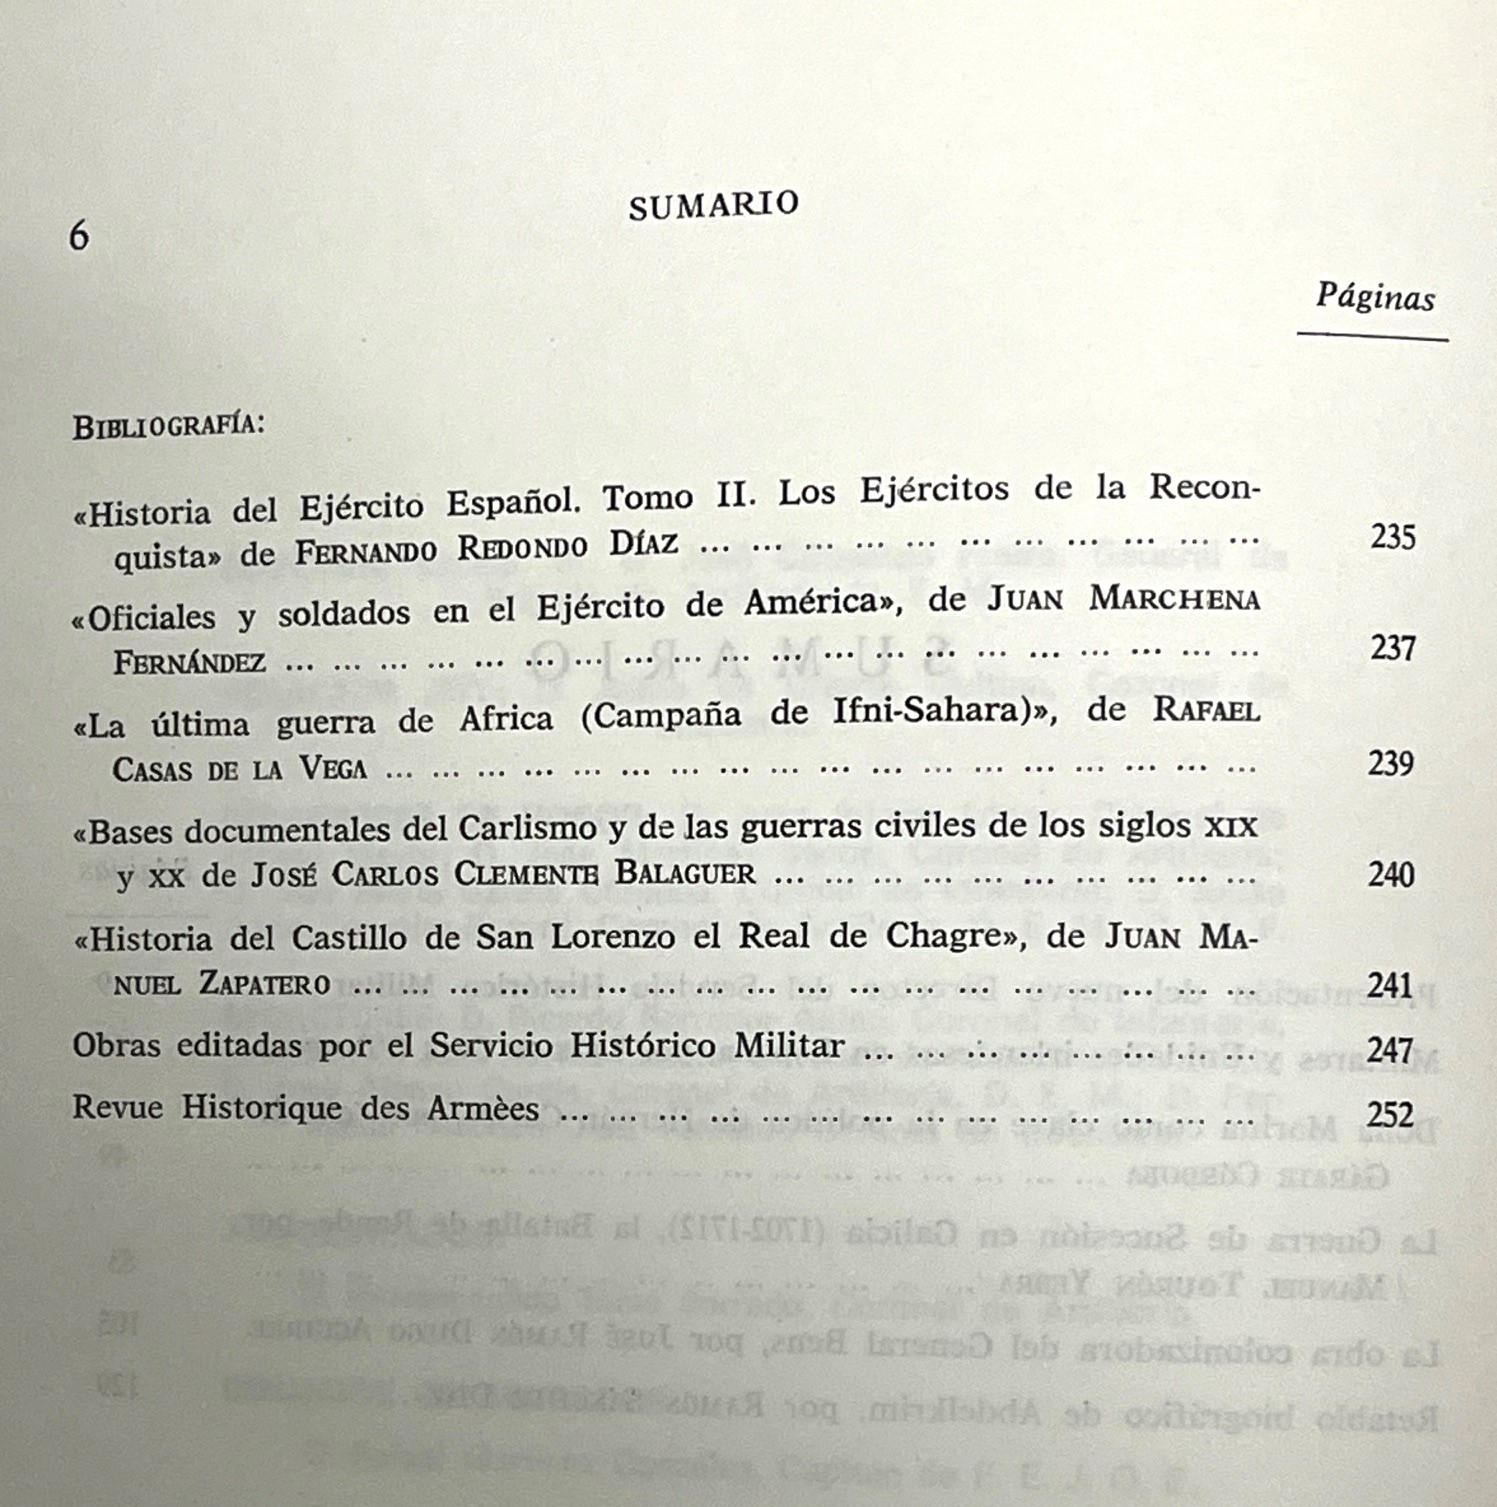 6
SUMARIO
Páginas
BIBLIOGRAFÍA:
«Historia del Ejército Español. Tomo II. Los Ejércitos de la Recon-
quista» de FERNANDO REDONDO DÍAZ ... ... ... ... ... ... ... ... ... ... ... 235
«Oficiales y soldados en el Ejército de América», de JUAN MARCHENA
FERNÁNDEZ ... ... ... ... ... ... ... ... ... ... ... ... ... ... ... ... ... ... ... ... 237
«La última guerra de Africa (Campaña de Ifni-Sahara)», de RAFAEL
CASAS DE LA VEGA ... ... ... ... ... ... ... ... ... ... ... ... ... ... ... ... ... ... 239
«Bases documentales del Carlismo y de las guerras civiles de los siglos XIX
y XX de JOSÉ CARLOS CLEMENTE BALAGUER ... ... ... ... ... ... ... ... ... ... 240
«Historia del Castillo de San Lorenzo el Real de Chagre», de JUAN MA-
NUEL ZAPATERO ... ... ... ... ... ... ... ... ... ... ... ... ... ... ... ... ... ... 241
Obras editadas por el Servicio Histórico Militar ... ... ... ... ... ... ... ... 247
Revue Historique des Armèes ... ... ... ... ... ... ... ... ... ... ... ... ... ... 252